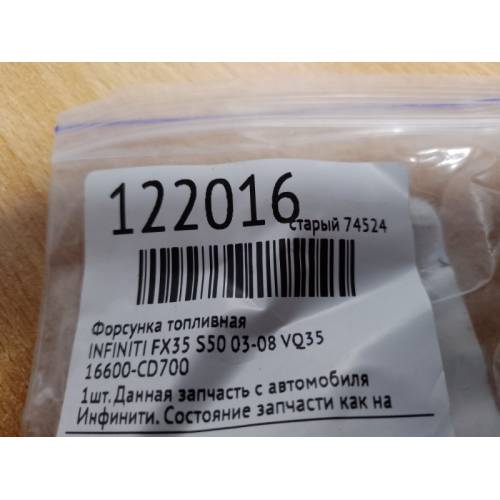 122016
старый 74524
Форсунка топливная
INFINITI FX35 S50 03-08 VQ35
16600-CD700
1шт. Данная запчасть с автомобиля
Инфинити. Состояние запчасти как на